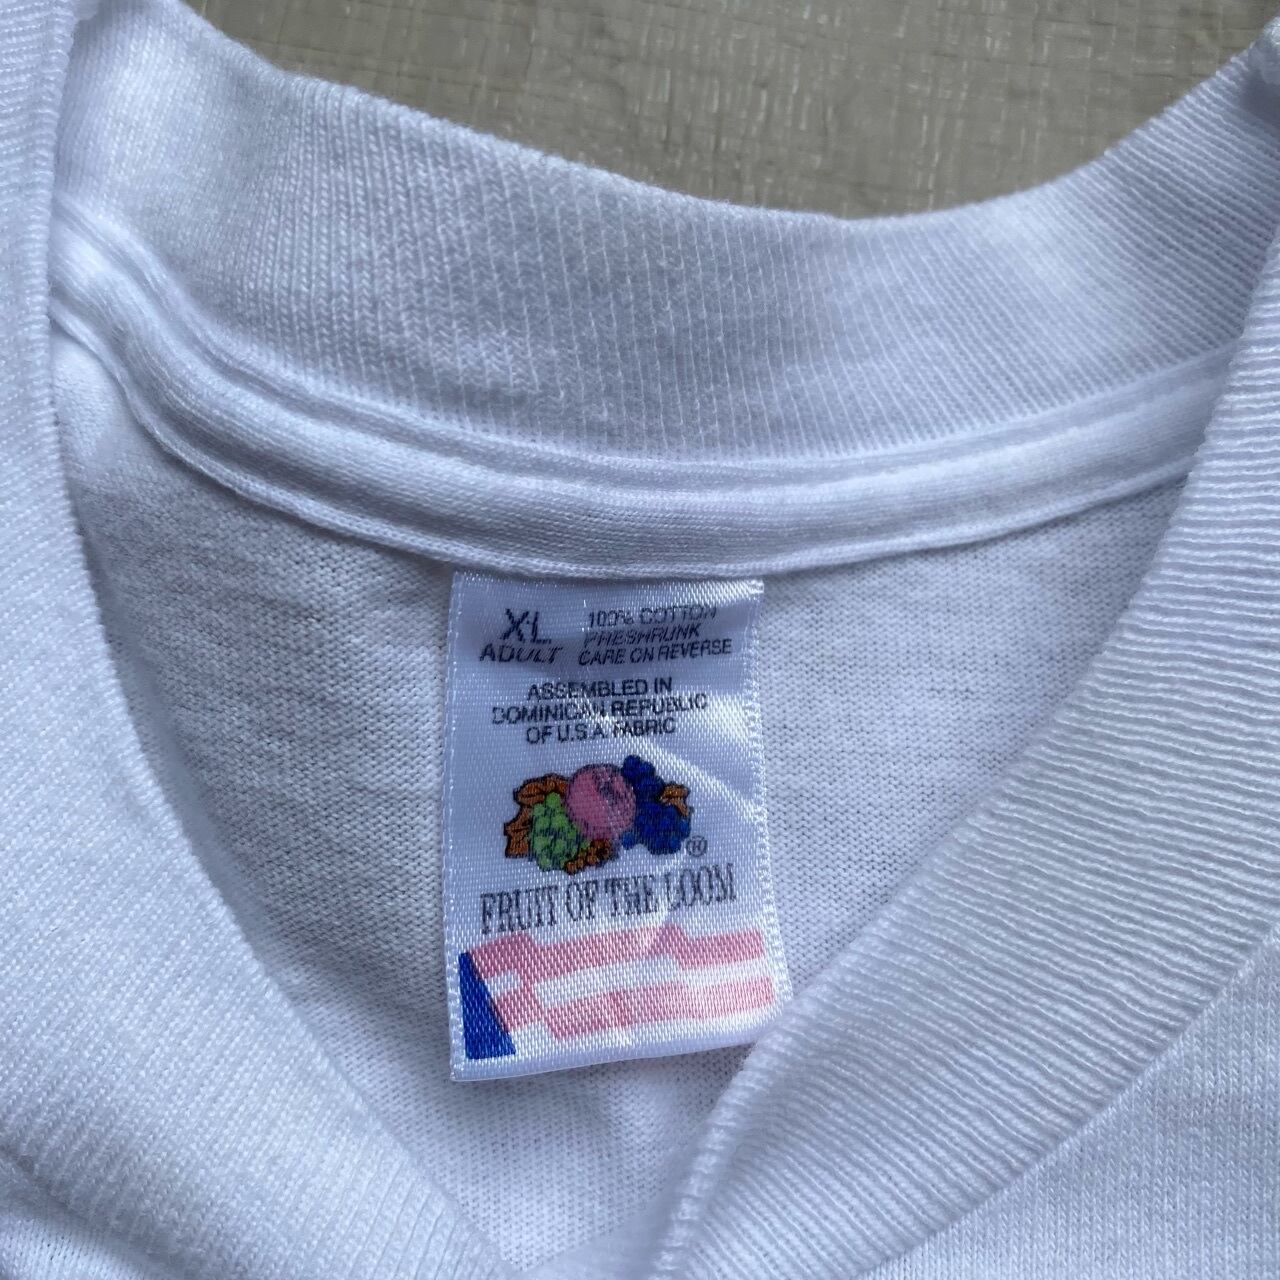 XL 100% COTTON
PRESHRUNK
ADULT CARE ON REVERSE
ASSEMBLED IN
DOMINICAN REPUBLIC
OF U.S.A. FABRIC
®
FRUIT OF THE LOOM